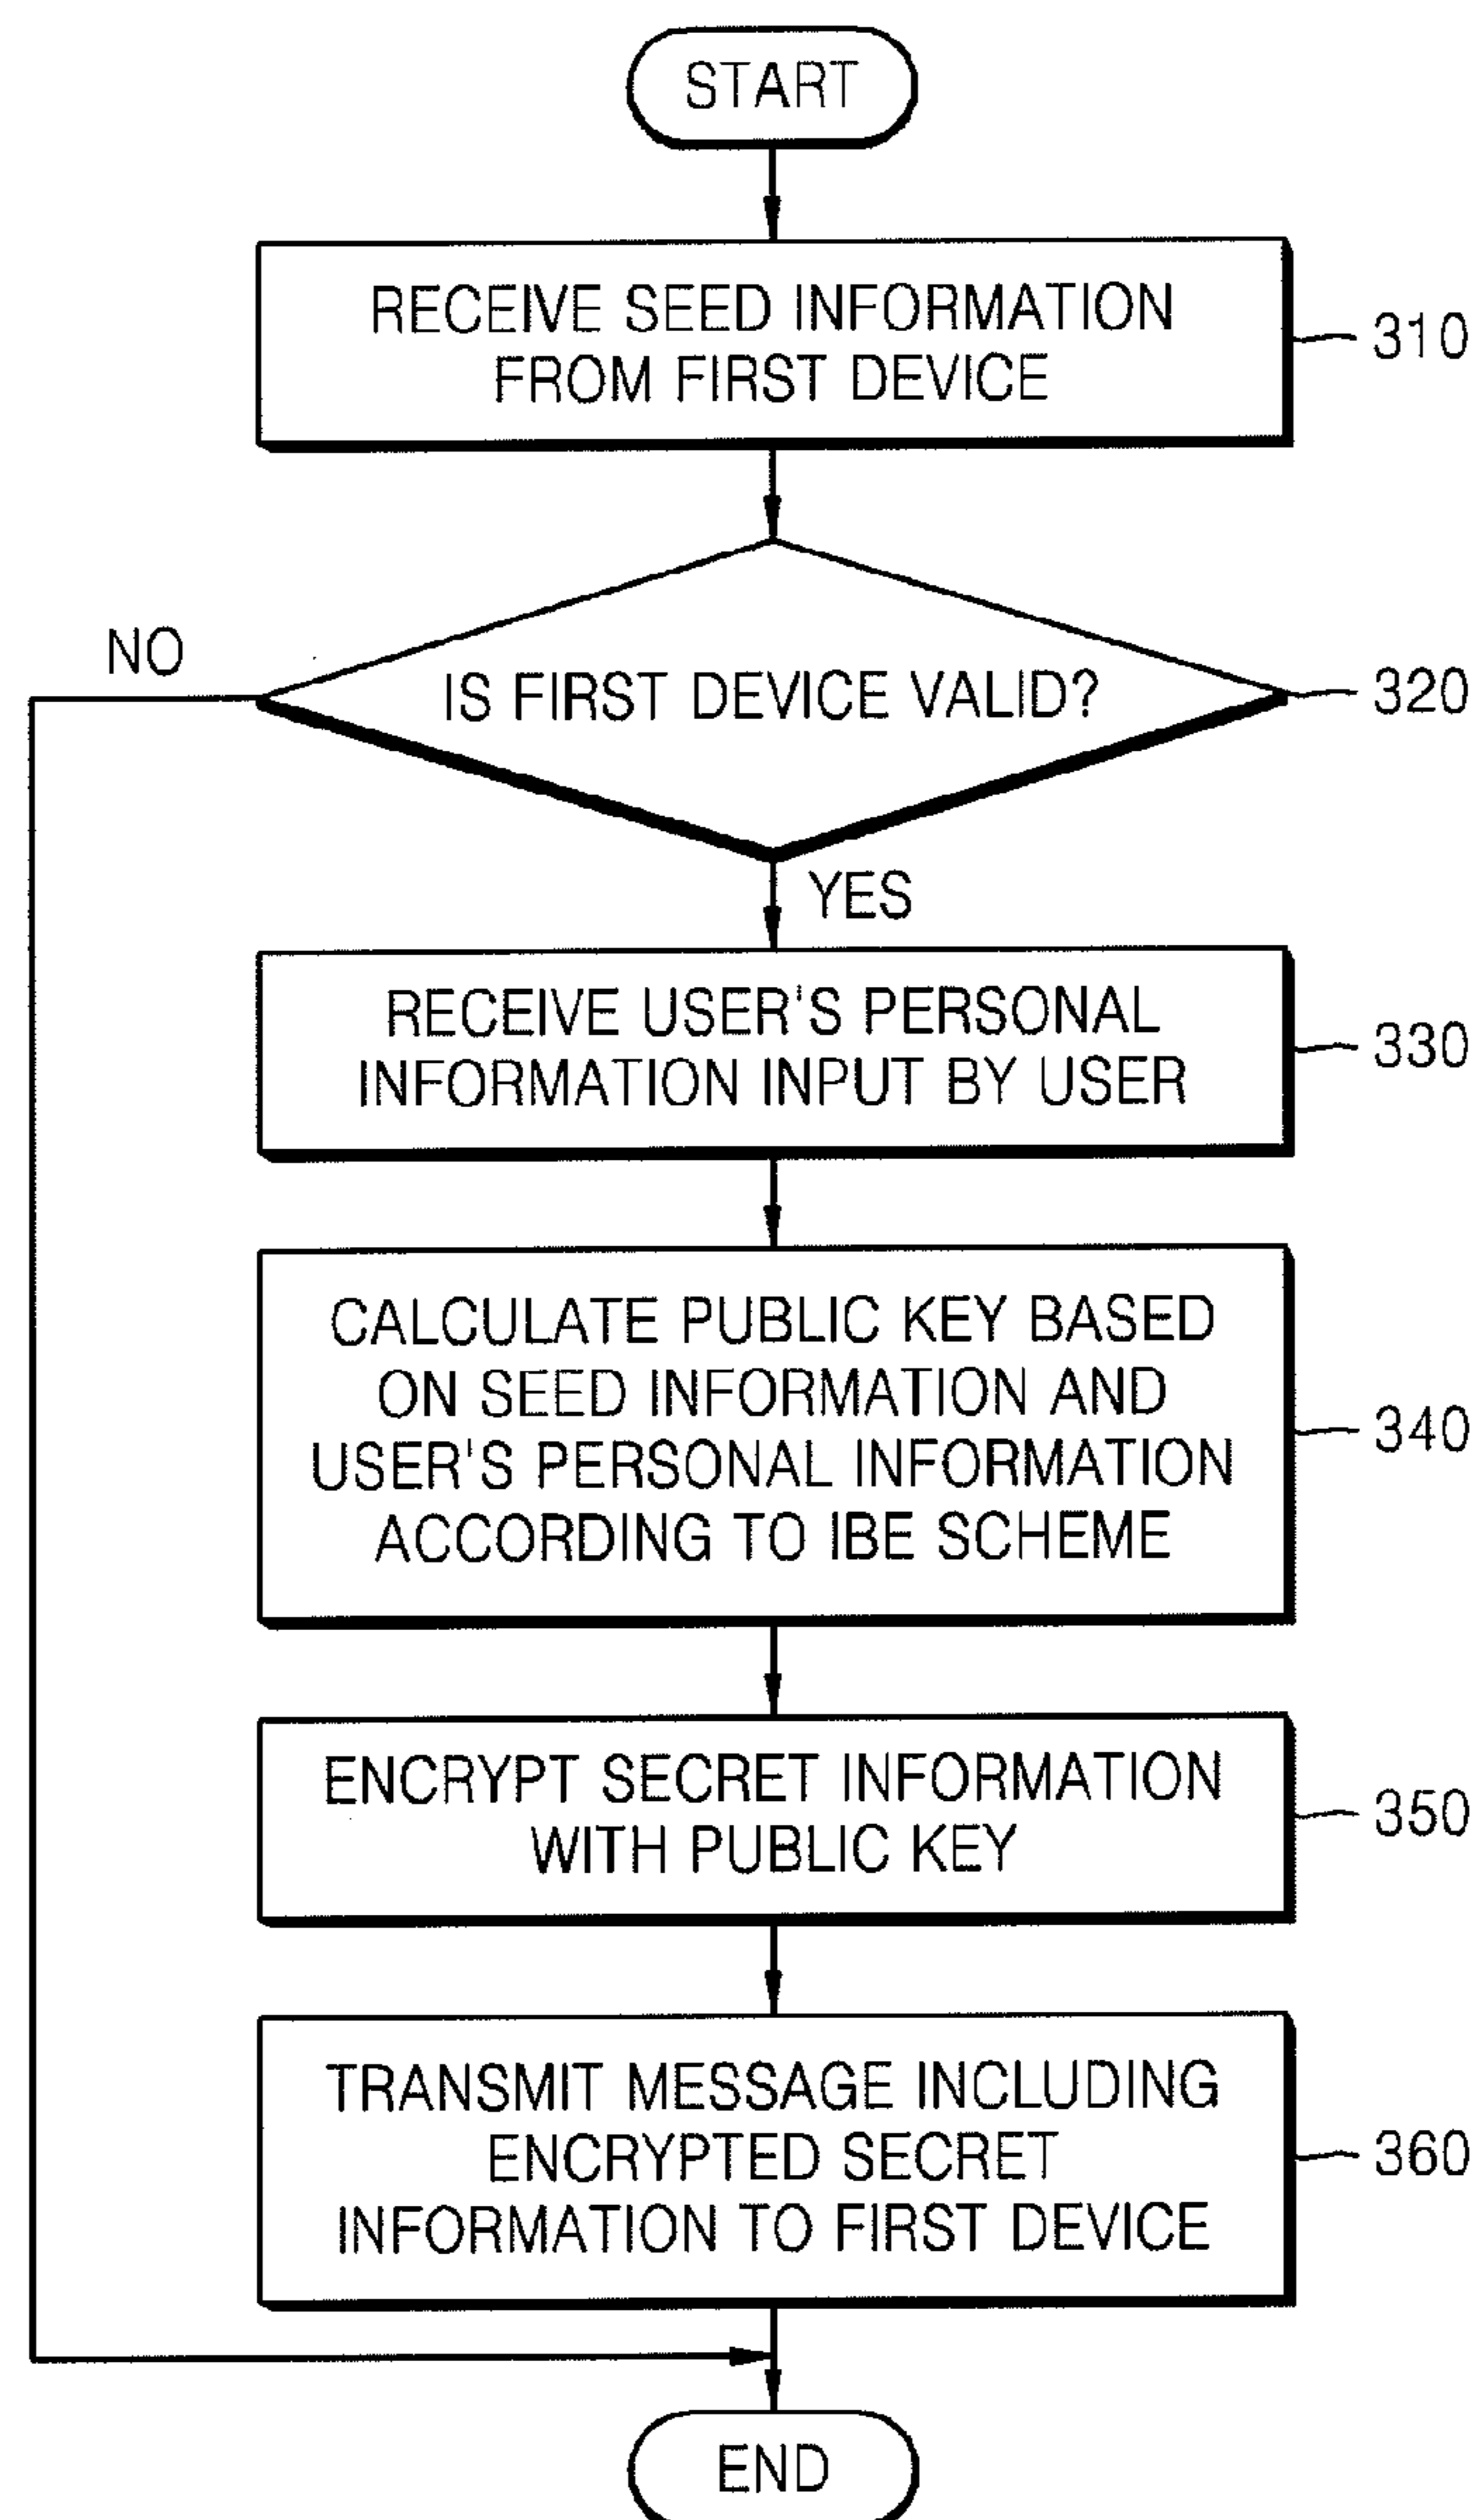 START
RECEIVE SEED INFORMATION
FROM FIRST DEVICE
310
NO
IS FIRST DEVICE VALID?
320
YES
RECEIVE USER'S PERSONAL
INFORMATION INPUT BY USER
330
CALCULATE PUBLIC KEY BASED
ON SEED INFORMATION AND
USER'S PERSONAL INFORMATION
ACCORDING TO IBE SCHEME
340
ENCRYPT SECRET INFORMATION
WITH PUBLIC KEY
350
TRANSMIT MESSAGE INCLUDING
ENCRYPTED SECRET
INFORMATION TO FIRST DEVICE
360
END